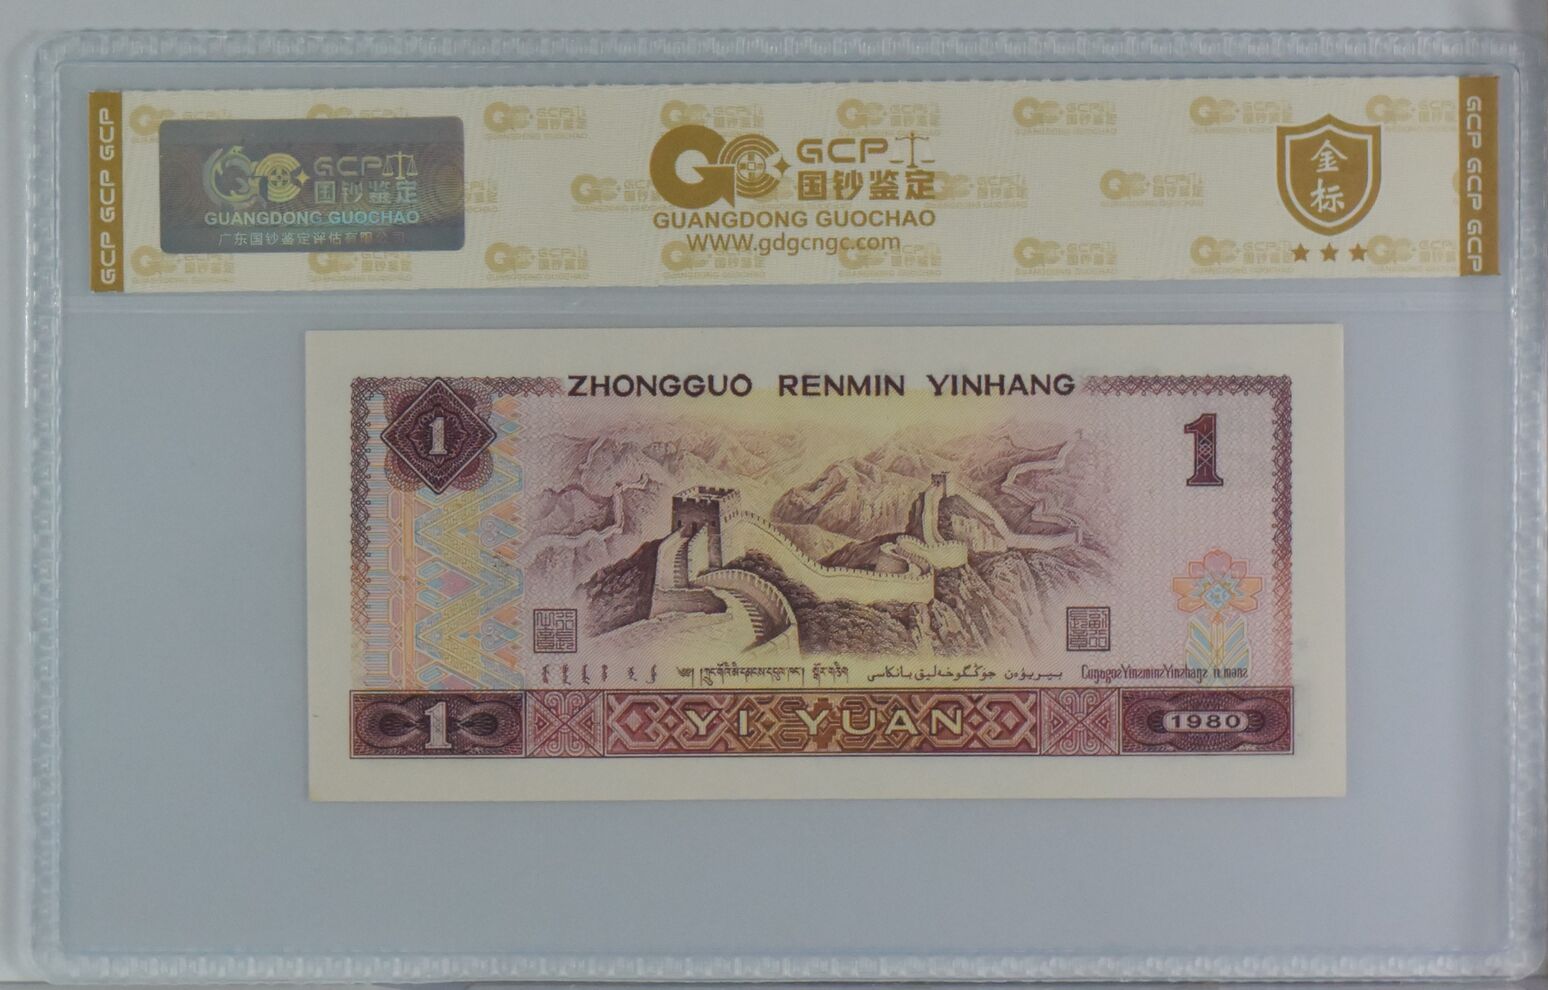 GCP GCP GCP
GCP
国钞鉴定
GUANGDONG GUOCHAO
广东国钞鉴定评估有限公司
GCP
国钞鉴定
GUANGDONG GUOCHAO
WWW.gdgcngc.com
金
标
GCP GCP GCP
ZHONGGUO RENMIN YINHANG
1
1
1
YI YUAN
1980